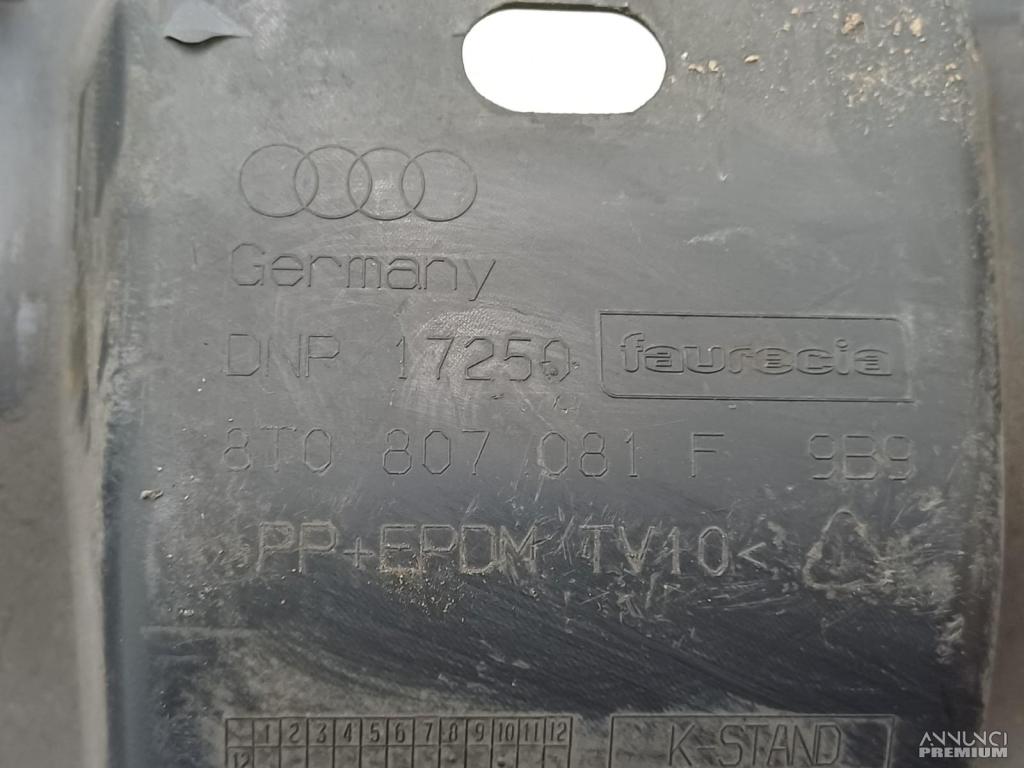 Germany
DNP 17250 faurecia
8T0 807 081 F 9B9
>PP+EPDM TV10<
1 2 3 4 5 6 7 8 9 10 11 12
12
K-STAND
ANNUNCI
PREMIUM